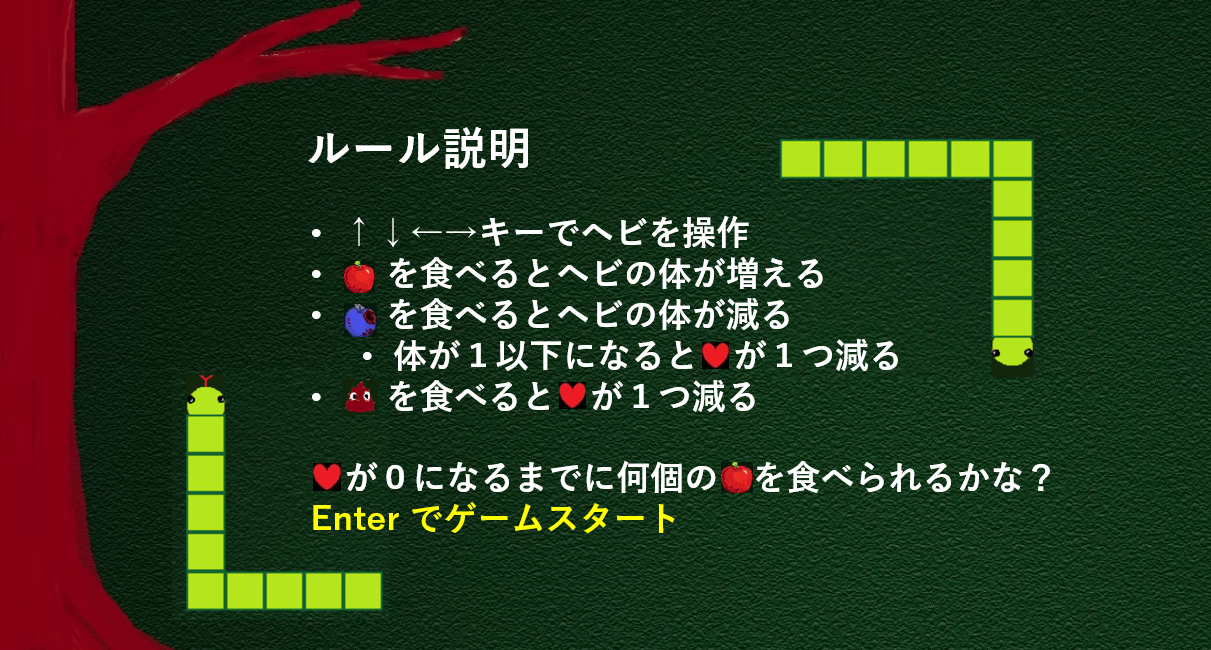 ルール説明
• ↑↓←→キーでヘビを操作
• を食べるとヘビの体が増える
• を食べるとヘビの体が減る
• 体が１以下になるとが１つ減る
• を食べるとが１つ減る
が０になるまでに何個のを食べられるかな？
Enter でゲームスタート